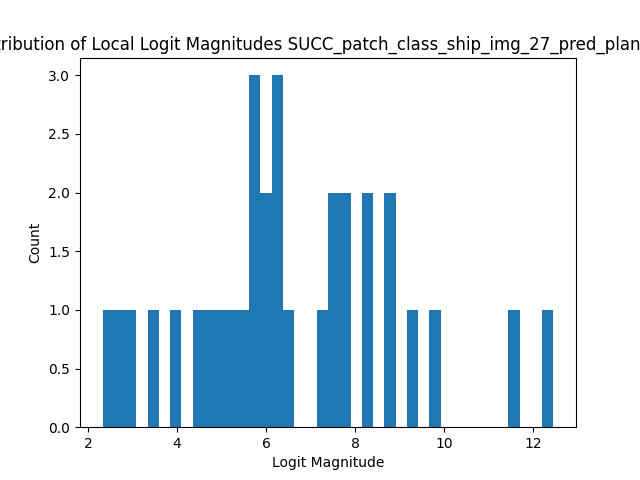 tribution of Local Logit Magnitudes SUCC_patch_class_ship_img_27_pred_plan
3.0
2.5
2.0
1.5
1.0
0.5
0.0
Count
2 4 6 8 10 12
Logit Magnitude